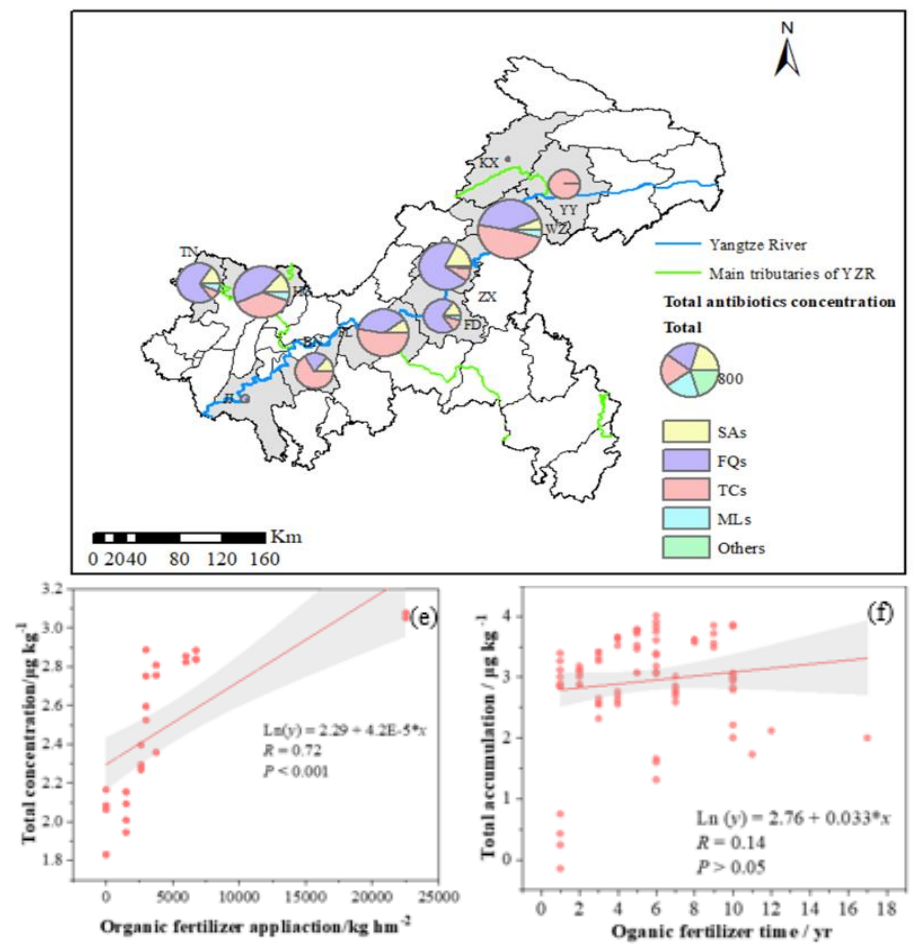 N
KX
YY
WZ
TN
ZX
FD
FL
BN
JJ
Yangtze River
Main tributaries of YZR
Total antibiotics concentration
Total
800
SAs
FQs
TCs
MLs
Others
Km
0 20 40 80 120 160
3.2
3.0
2.8
2.6
2.4
2.2
2.0
1.8
Total concentration/μg kg-1
(e)
Ln(y) = 2.29 + 4.2E-5*x
R = 0.72
P < 0.001
0 5000 10000 15000 20000 25000
Organic fertilizer appliaction/kg hm-2
4
3
2
1
0
Total accumulation / μg kg-1
(f)
Ln (y) = 2.76 + 0.033*x
R = 0.14
P > 0.05
0 2 4 6 8 10 12 14 16 18
Oganic fertilizer time / yr